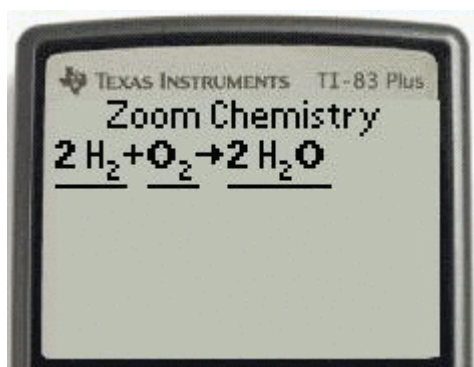 TEXAS INSTRUMENTS TI-83 Plus
Zoom Chemistry
2 H₂+O₂→2 H₂O